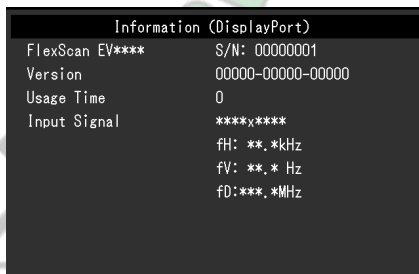 Information (DisplayPort)
FlexScan EV**** S/N: 00000001
Version 00000-00000-00000
Usage Time 0
Input Signal ****x****
fH: **.*kHz
fV: **.* Hz
fD:***.*MHz